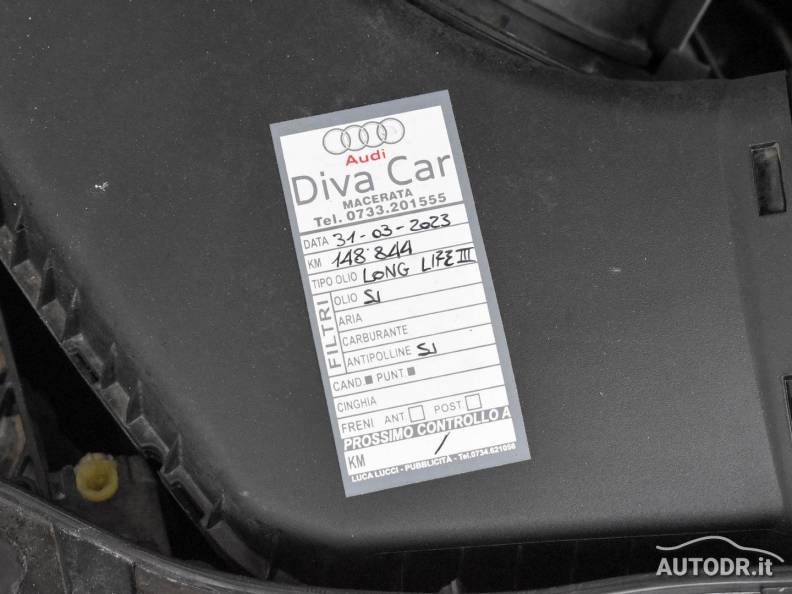 Audi
Diva Car
MACERATA
Tel. 0733.201555
DATA 31-03-2023
KM 148'844
TIPO OLIO LONG LIFE III
FILTRI
OLIO SI
ARIA
CARBURANTE
ANTIPOLLINE SI
CAND. PUNT.
CINGHIA
FRENI ANT POST
PROSSIMO CONTROLLO A
KM /
LUCA LUCCI - PUBBLICITÀ - Tel.0734.621056
AUTODR.it